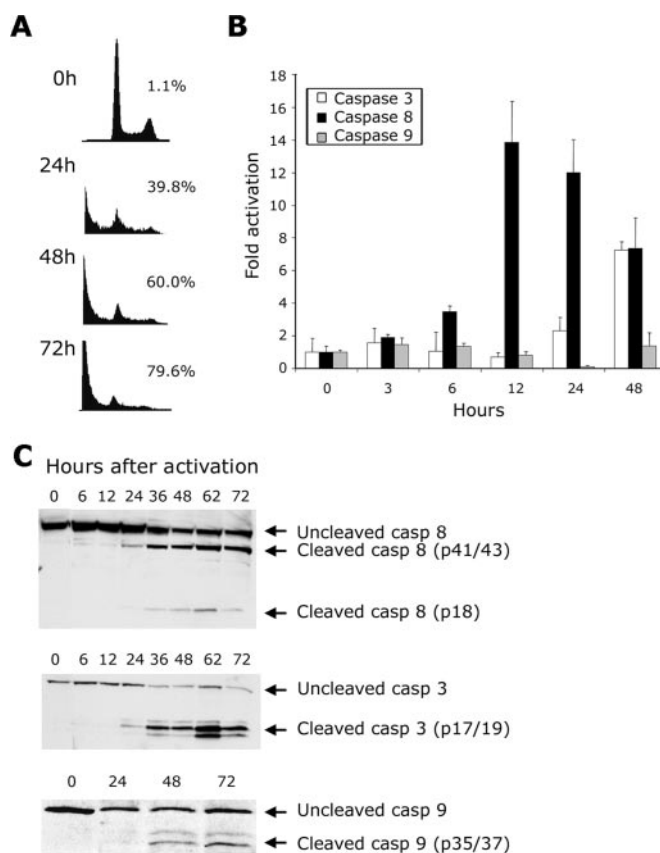 A
0h
1.1%
24h
39.8%
48h
60.0%
72h
79.6%
B
18
16
14
12
10
8
6
4
2
0
Fold activation
Caspase 3
Caspase 8
Caspase 9
0 3 6 12 24 48
Hours
C
Hours after activation
0 6 12 24 36 48 62 72
Uncleaved casp 8
Cleaved casp 8 (p41/43)
Cleaved casp 8 (p18)
0 6 12 24 36 48 62 72
Uncleaved casp 3
Cleaved casp 3 (p17/19)
0 24 48 72
Uncleaved casp 9
Cleaved casp 9 (p35/37)